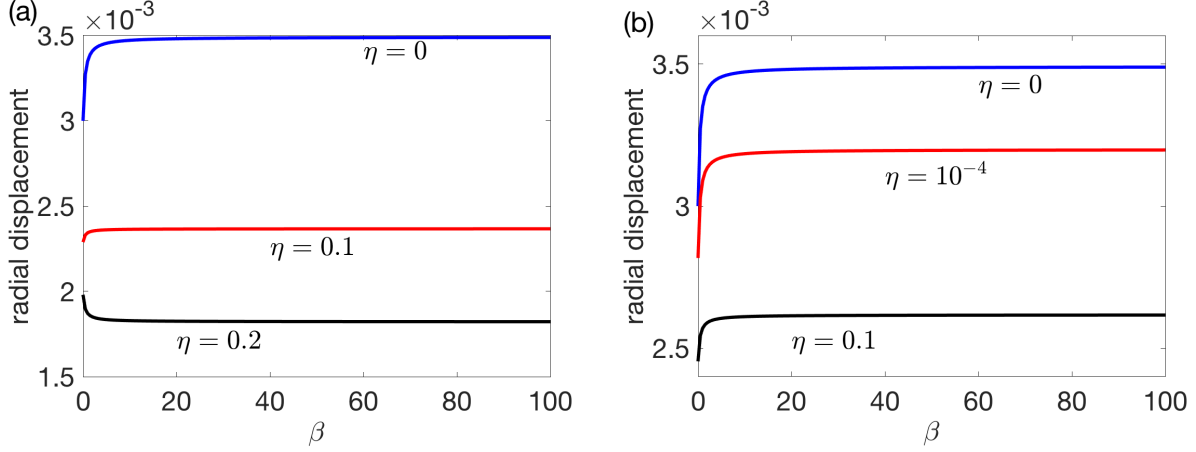 (a)
×10⁻³
3.5
3
2.5
2
1.5
radial displacement
η = 0
η = 0.1
η = 0.2
0 20 40 60 80 100
β
(b)
×10⁻³
3.5
3
2.5
radial displacement
η = 0
η = 10⁻⁴
η = 0.1
0 20 40 60 80 100
β